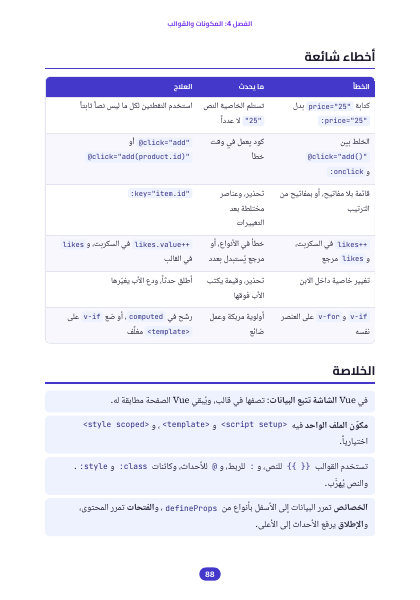 الفصل 4: المكونات والقوالب
أخطاء شائعة
الخطأ ما يحدث العلاج
كتابة price="25" بدل تستلم الخاصية النص استخدم النقطتين لكل ما ليس نصاً ثابتاً
:price="25" "25" لا عدداً
الخلط بين كود يعمل في وقت @click="add" أو
@click="add()" خطأ @click="add(product.id)"
و :onclick
قائمة بلا مفاتيح، أو بمفاتيح من تحذير، وعناصر :key="item.id"
الترتيب مختلطة بعد
التغييرات
likes++ في السكربت، خطأ في الأنواع، أو likes.value++ في السكربت، و likes
و likes مرجع مرجع يُستبدل بعدد في القالب
تغيير خاصية داخل الابن تحذير، وقيمة يكتب أطلق حدثاً، ودع الأب يغيّرها
الأب فوقها
v-if و v-for على العنصر أولوية مربكة وعمل رشح في computed، أو ضع v-if على
نفسه ضائع <template> مغلّف
الخلاصة
في Vue الشاشة تتبع البيانات: تصفها في قالب، ويُبقي Vue الصفحة مطابقة له.
مكوّن الملف الواحد فيه <script setup> و <template>، و <style scoped>
اختيارياً.
تستخدم القوالب {{ }} للنص، و : للربط، و @ للأحداث، وكائنات :class و :style.
والنص يُهرَّب.
الخصائص تمرر البيانات إلى الأسفل بأنواع من defineProps، والفتحات تمرر المحتوى،
والإطلاق يرفع الأحداث إلى الأعلى.
88